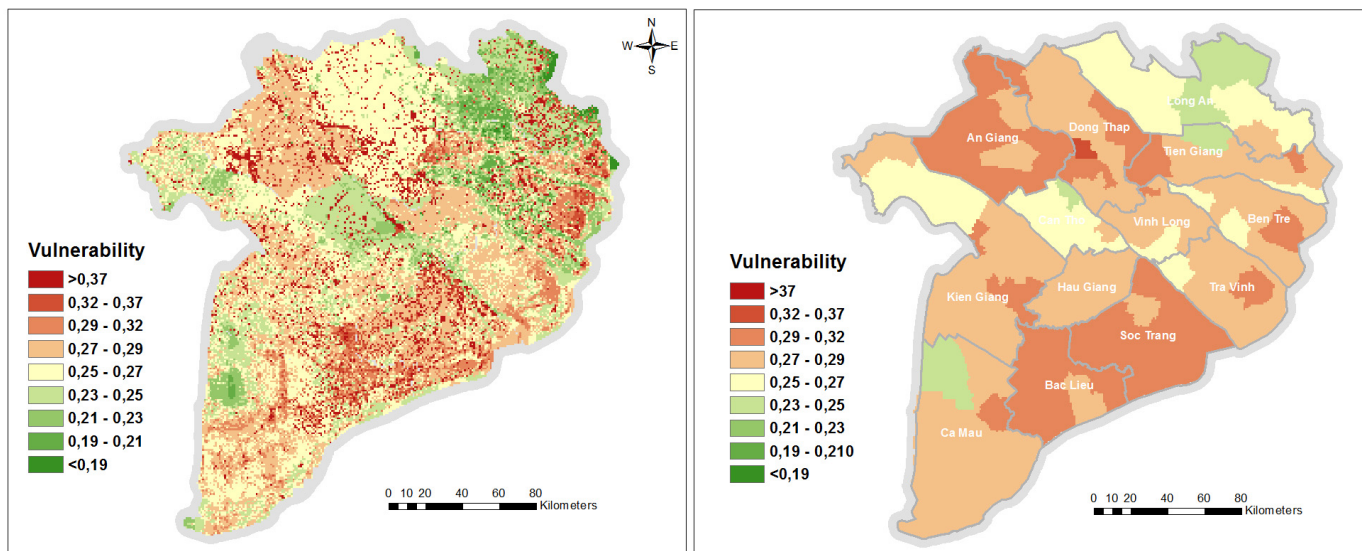 N
W E
S
Vulnerability
>0,37
0,32 - 0,37
0,29 - 0,32
0,27 - 0,29
0,25 - 0,27
0,23 - 0,25
0,21 - 0,23
0,19 - 0,21
<0,19
0 10 20 40 60 80
Kilometers
Long An
Dong Thap
An Giang
Tien Giang
Can Tho
Vinh Long
Ben Tre
Kien Giang
Hau Giang
Tra Vinh
Soc Trang
Bac Lieu
Ca Mau
Vulnerability
>37
0,32 - 0,37
0,29 - 0,32
0,27 - 0,29
0,25 - 0,27
0,23 - 0,25
0,21 - 0,23
0,19 - 0,210
<0,19
0 10 20 40 60 80
Kilometers